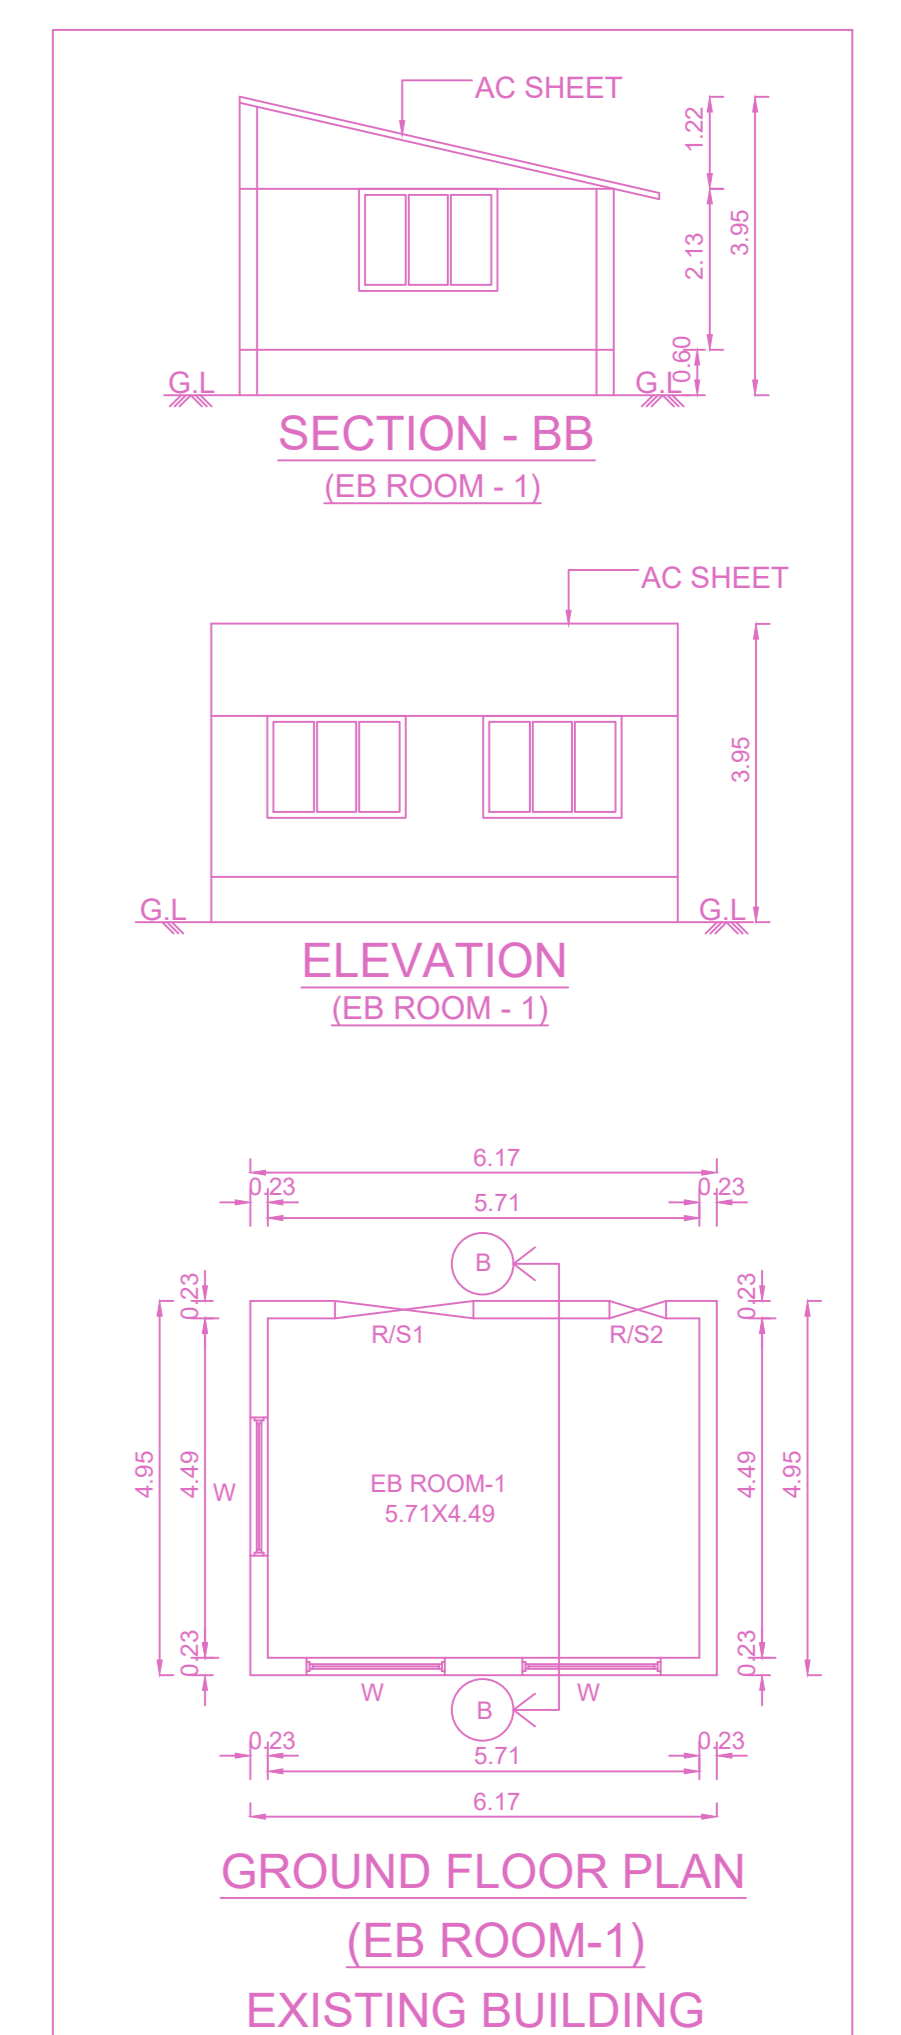 AC SHEET
1.22
2.13
3.95
0.60
G.L
G.L
SECTION - BB
(EB ROOM - 1)
AC SHEET
3.95
G.L
G.L
ELEVATION
(EB ROOM - 1)
6.17
0.23
5.71
0.23
B
0.23
0.23
R/S1
R/S2
4.95
4.49
W
EB ROOM-1
5.71X4.49
4.49
4.95
0.23
0.23
W
B
W
0.23
5.71
0.23
6.17
GROUND FLOOR PLAN
(EB ROOM-1)
EXISTING BUILDING